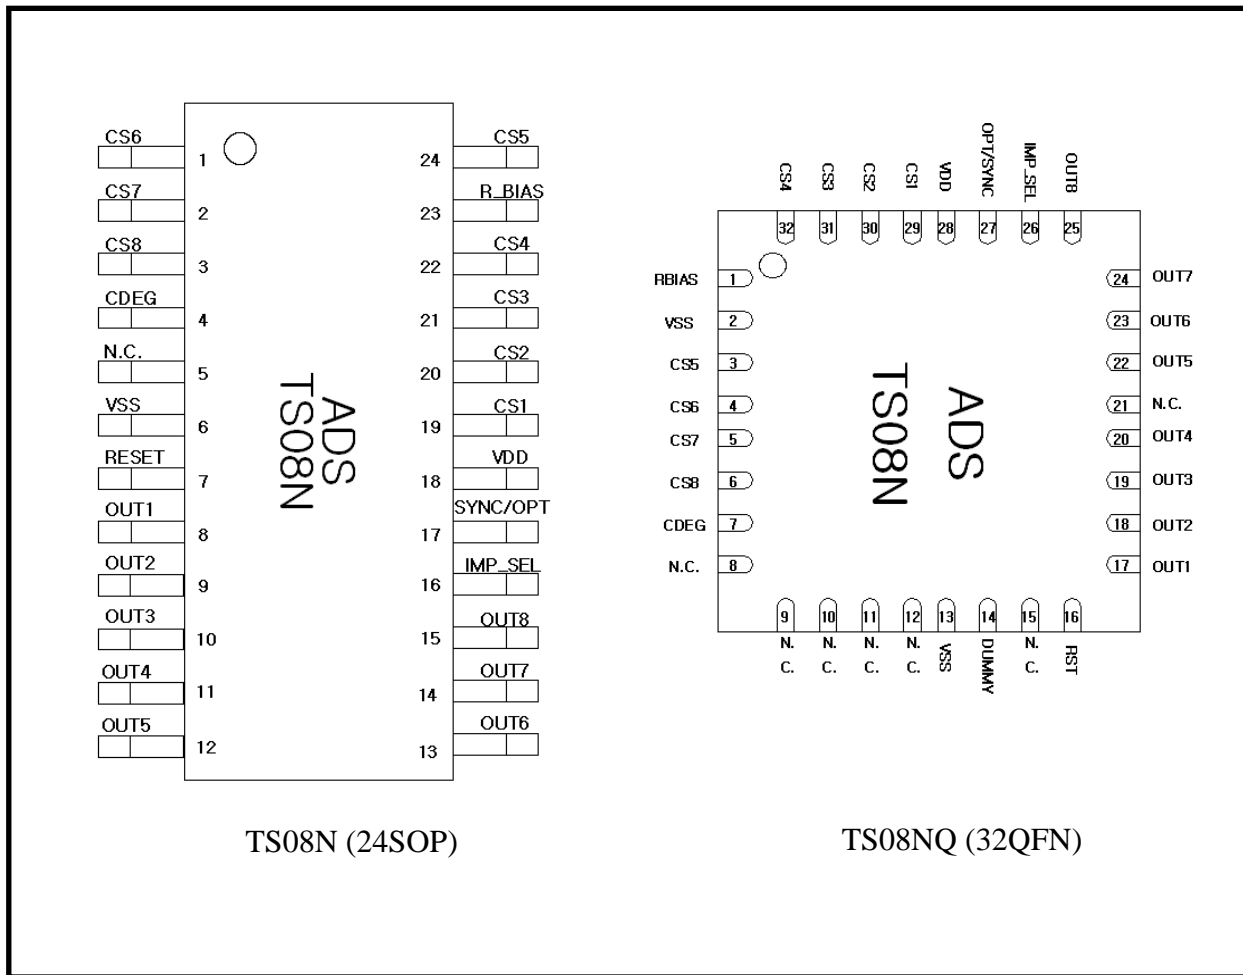 CS6
1
CS7
2
CS8
3
CDEG
4
N.C.
5
VSS
6
RESET
7
OUT1
8
OUT2
9
OUT3
10
OUT4
11
OUT5
12
CS5
24
R_BIAS
23
CS4
22
CS3
21
CS2
20
CS1
19
VDD
18
SYNC/OPT
17
IMP_SEL
16
OUT8
15
OUT7
14
OUT6
13
ADS
TS08N
TS08N (24SOP)
CS4
32
CS3
31
CS2
30
CS1
29
VDD
28
OPT/SYNC
27
IMP_SEL
26
OUT8
25
RBIAS 1
VSS 2
CS5 3
CS6 4
CS7 5
CS8 6
CDEG 7
N.C. 8
24 OUT7
23 OUT6
22 OUT5
21 N.C.
20 OUT4
19 OUT3
18 OUT2
17 OUT1
ADS
TS08N
9
N.
C.
10
N.
C.
11
N.
C.
12
N.
C.
13
VSS
14
DUMMY
15
N.
C.
16
RST
TS08NQ (32QFN)